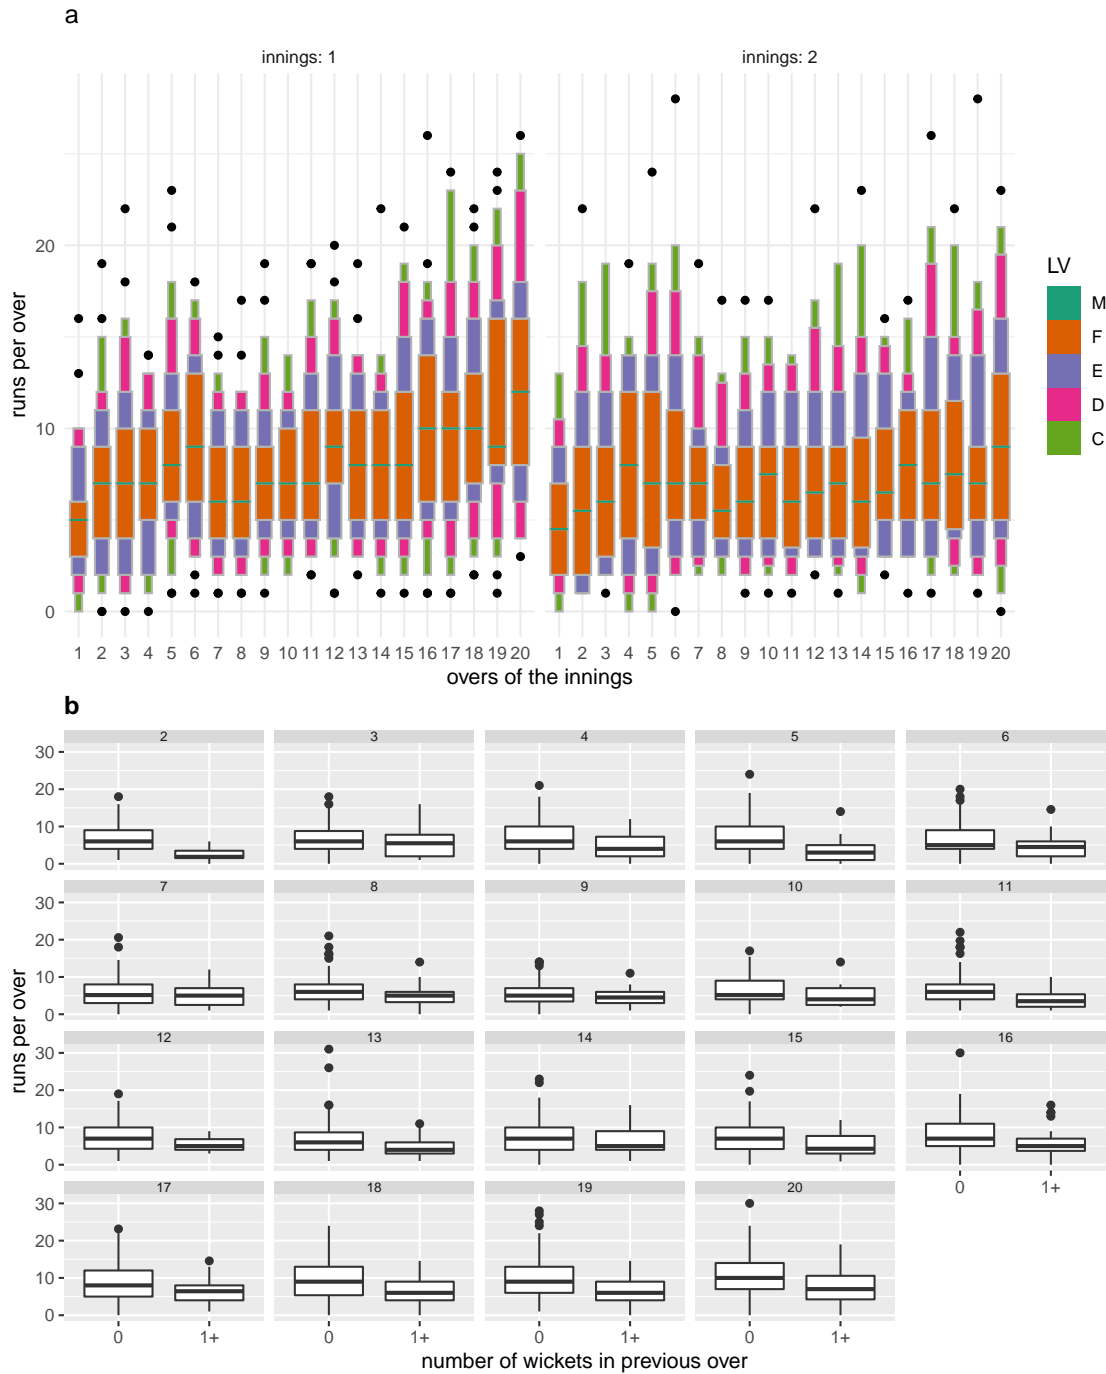 a
innings: 1 innings: 2
runs per over
20
10
0
1 2 3 4 5 6 7 8 9 10 11 12 13 14 15 16 17 18 19 20
1 2 3 4 5 6 7 8 9 10 11 12 13 14 15 16 17 18 19 20
overs of the innings
LV
M
F
E
D
C
b
runs per over
2 3 4 5 6
30
20
10
0
7 8 9 10 11
30
20
10
0
12 13 14 15 16
30
20
10
0
0 1+
17 18 19 20
30
20
10
0
0 1+ 0 1+ 0 1+ 0 1+
number of wickets in previous over